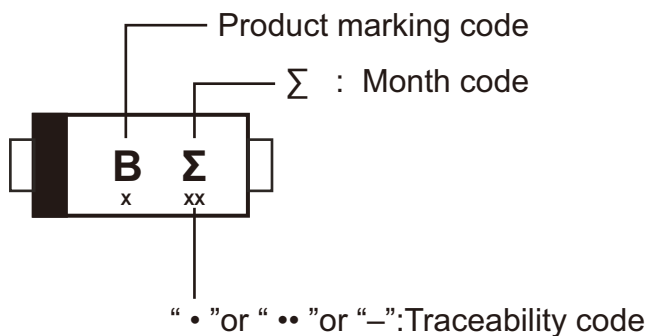 Product marking code
∑ : Month code
B Σ
x xx
“ • ”or “ •• ”or “–”:Traceability code